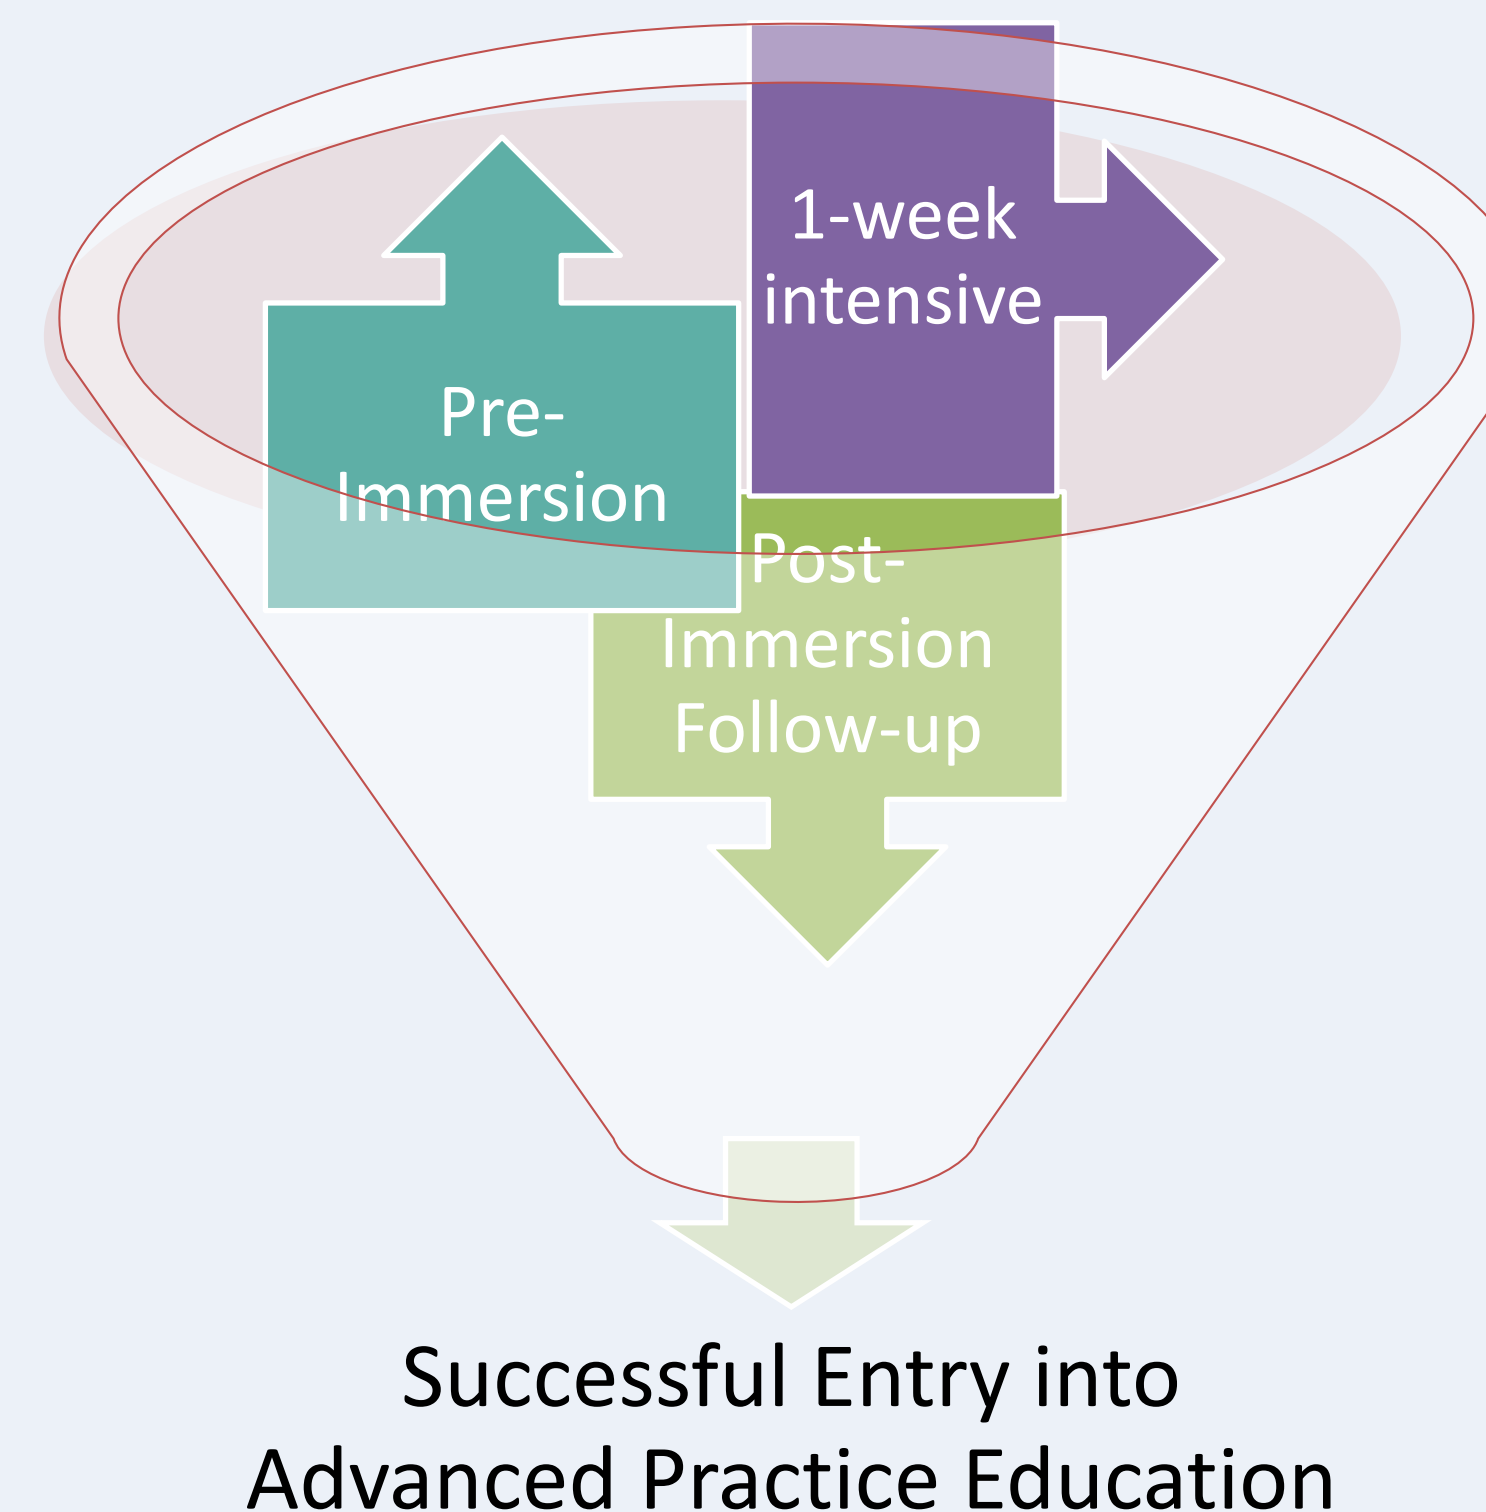 1-week
intensive
Pre-
Immersion
Post-
Immersion
Follow-up
Successful Entry into
Advanced Practice Education